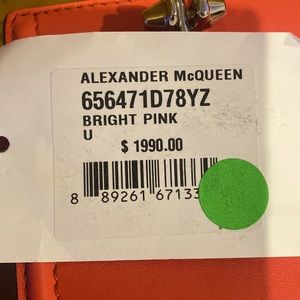 ALEXANDER McQUEEN
656471D78YZ
BRIGHT PINK
U
$ 1990.00
8 89261 67133